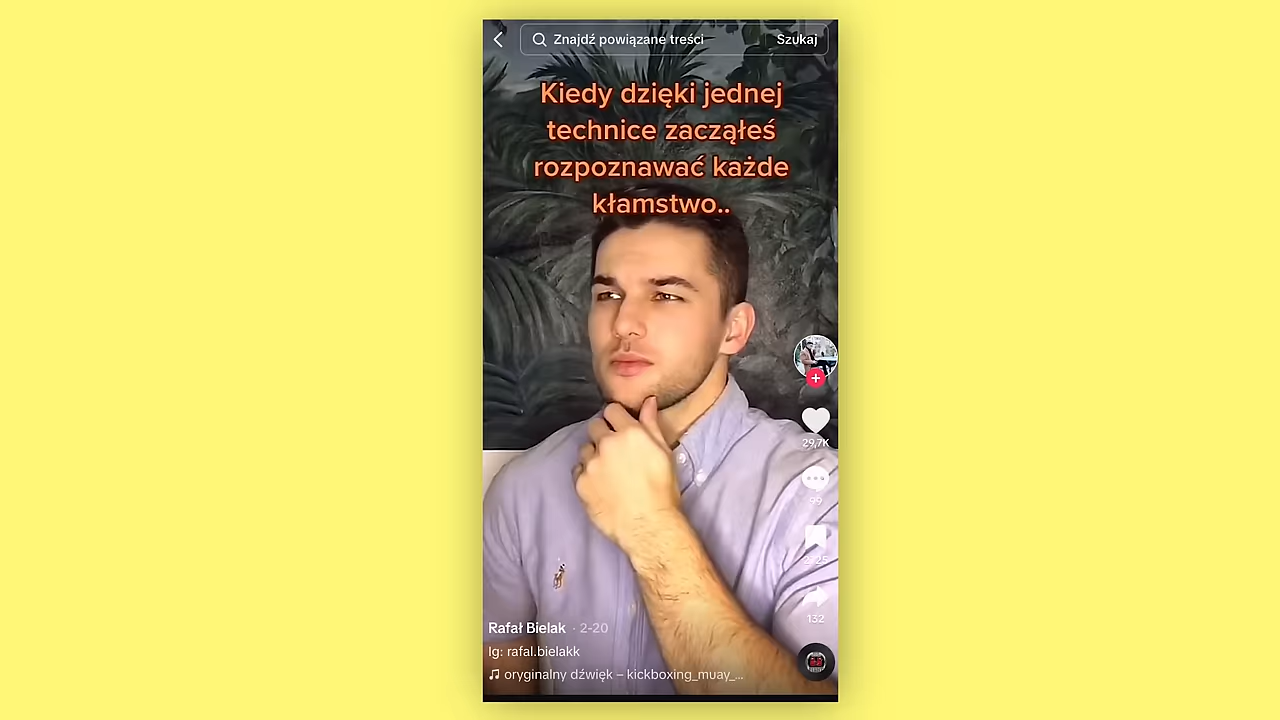 Znajdź powiązane treści
Szukaj
Kiedy dzięki jednej
technice zacząłeś
rozpoznawać każde
kłamstwo..
29,7K
99
132
Rafał Bielak · 2-20
Ig: rafal.bielakk
oryginalny dźwięk – kickboxing_muay_...